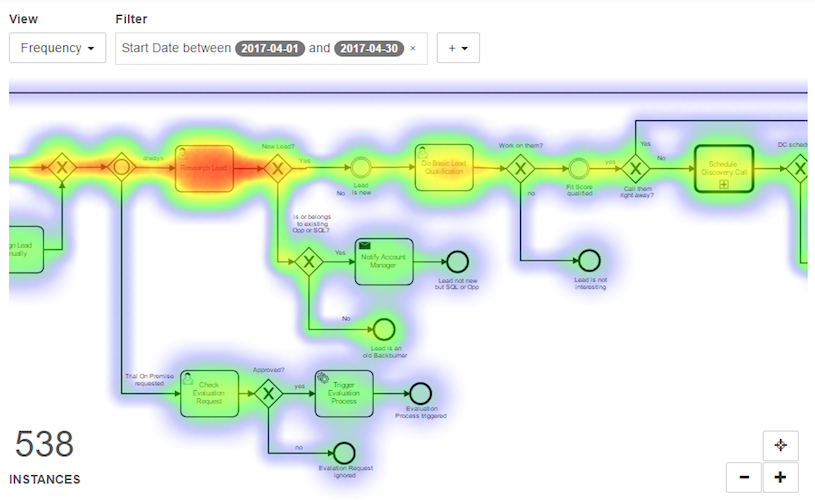 View
Filter
Frequency
Start Date between 2017-04-01 and 2017-04-30 ×
+
always
New Lead?
Yes
Work on them?
Yes
DC sched
Research Lead
Do Basic Lead
Qualification
yes
No
Schedule
Discovery Call
No
Lead
is new
no
Fit Score
qualified
Call them
right away?
Is or belongs
to existing
Opp or SQL?
gn Lead
nually
Yes
Notify Account
Manager
Lead not new
but SQL or Opp
Lead is not
interesting
No
Lead is an
old Backburner
Trial On Premise
requested
Approved?
Check
Evaluation
Request
yes
Trigger
Evaluation
Process
Evaluation
Process triggered
no
Evalation Request
ignored
538
INSTANCES